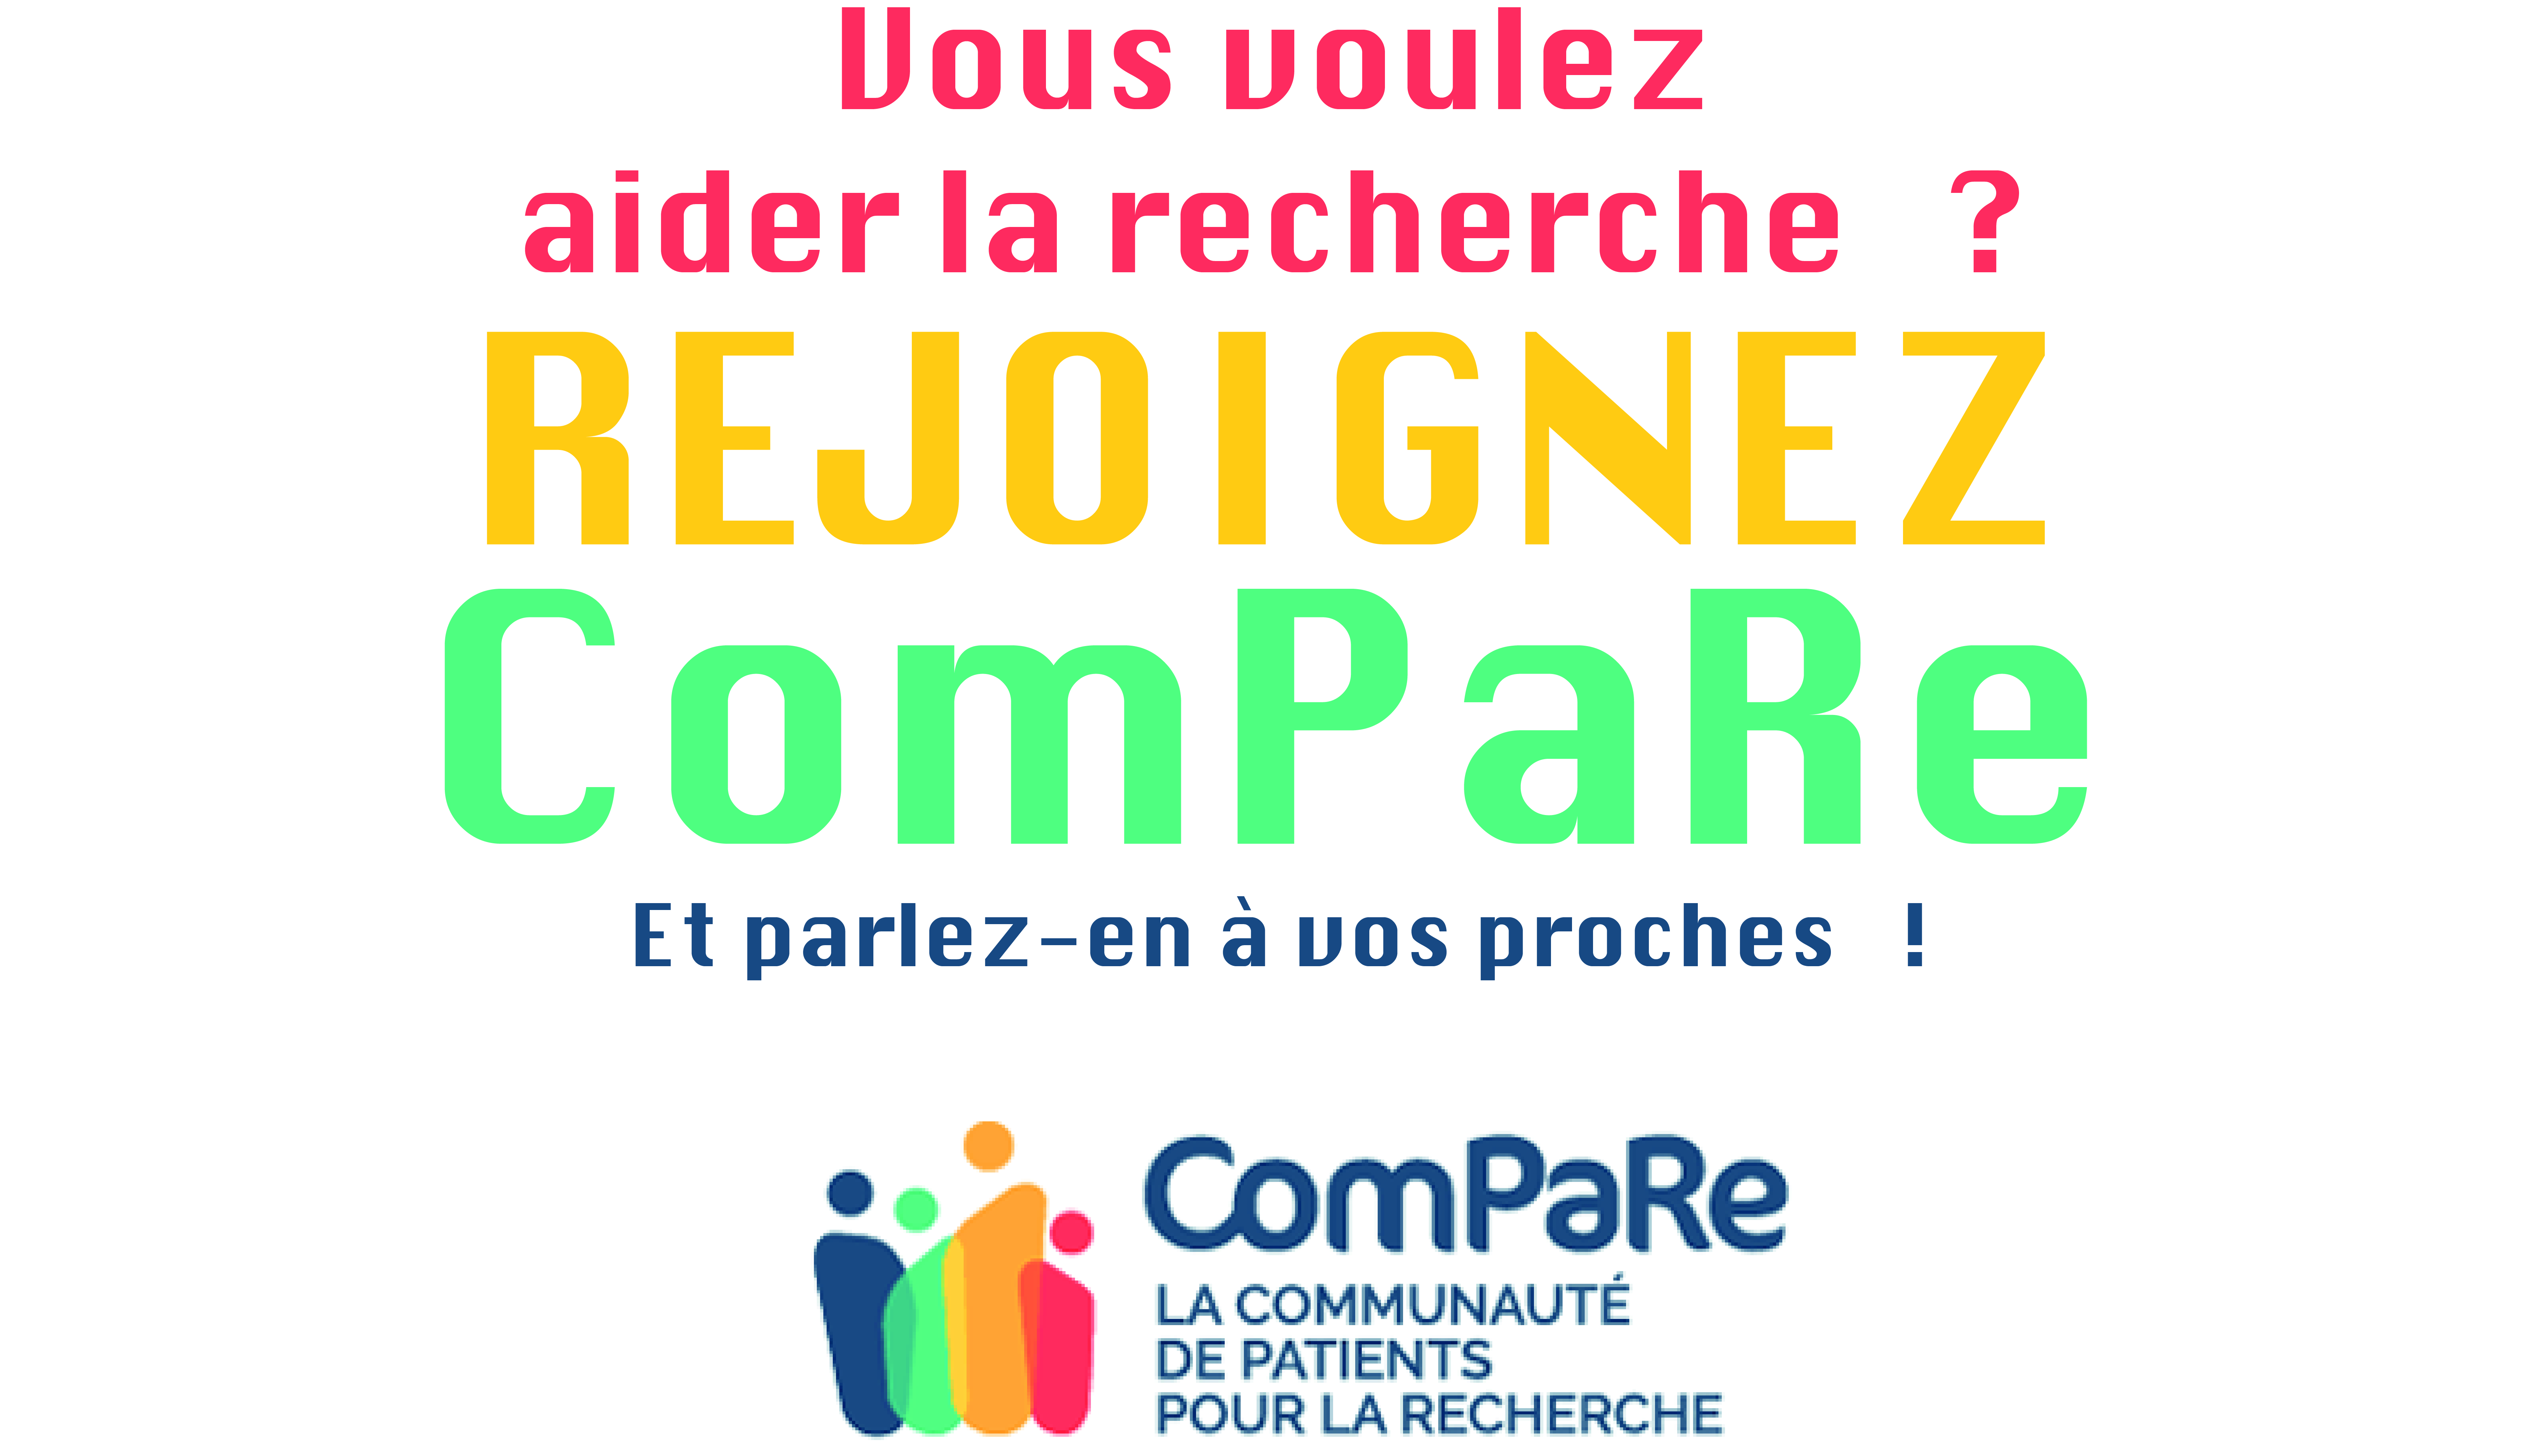 Vous voulez
aider la recherche ?
REJOIGNEZ
ComPaRe
Et parlez-en à vos proches !
ComPaRe
LA COMMUNAUTÉ
DE PATIENTS
POUR LA RECHERCHE